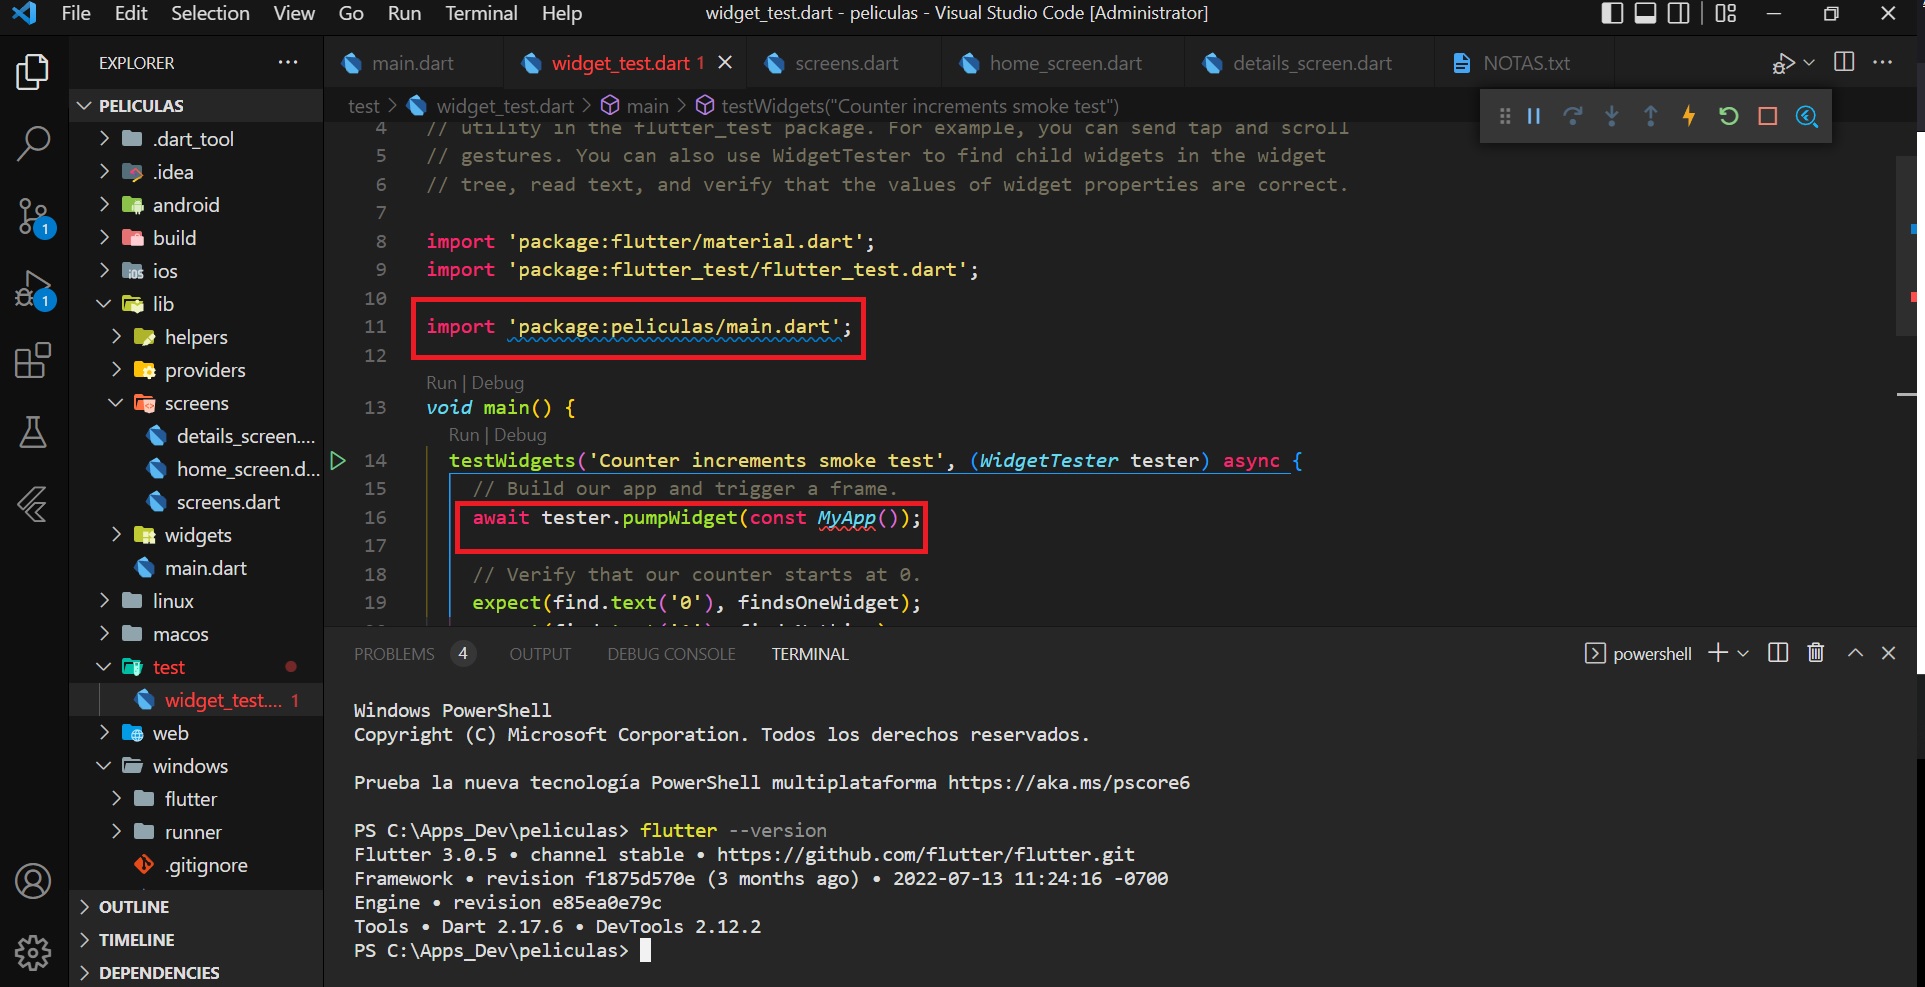 File Edit Selection View Go Run Terminal Help
widget_test.dart - peliculas - Visual Studio Code [Administrator]
EXPLORER
main.dart
widget_test.dart 1
screens.dart
home_screen.dart
details_screen.dart
NOTAS.txt
PELICULAS
.dart_tool
.idea
android
build
ios
lib
helpers
providers
screens
details_screen....
home_screen.d...
screens.dart
widgets
main.dart
linux
macos
test
widget_test.... 1
web
windows
flutter
runner
.gitignore
OUTLINE
TIMELINE
DEPENDENCIES
1
1
test > widget_test.dart > main > testWidgets("Counter increments smoke test")
4 // utility in the flutter_test package. For example, you can send tap and scroll
5 // gestures. You can also use WidgetTester to find child widgets in the widget
6 // tree, read text, and verify that the values of widget properties are correct.
7
8 import 'package:flutter/material.dart';
9 import 'package:flutter_test/flutter_test.dart';
10
11 import 'package:peliculas/main.dart';
12
Run | Debug
13 void main() {
Run | Debug
14 testWidgets('Counter increments smoke test', (WidgetTester tester) async {
15 // Build our app and trigger a frame.
16 await tester.pumpWidget(const MyApp());
17
18 // Verify that our counter starts at 0.
19 expect(find.text('0'), findsOneWidget);
PROBLEMS 4 OUTPUT DEBUG CONSOLE TERMINAL
powershell
Windows PowerShell
Copyright (C) Microsoft Corporation. Todos los derechos reservados.
Prueba la nueva tecnología PowerShell multiplataforma https://aka.ms/pscore6
PS C:\Apps_Dev\peliculas> flutter --version
Flutter 3.0.5 • channel stable • https://github.com/flutter/flutter.git
Framework • revision f1875d570e (3 months ago) • 2022-07-13 11:24:16 -0700
Engine • revision e85ea0e79c
Tools • Dart 2.17.6 • DevTools 2.12.2
PS C:\Apps_Dev\peliculas>